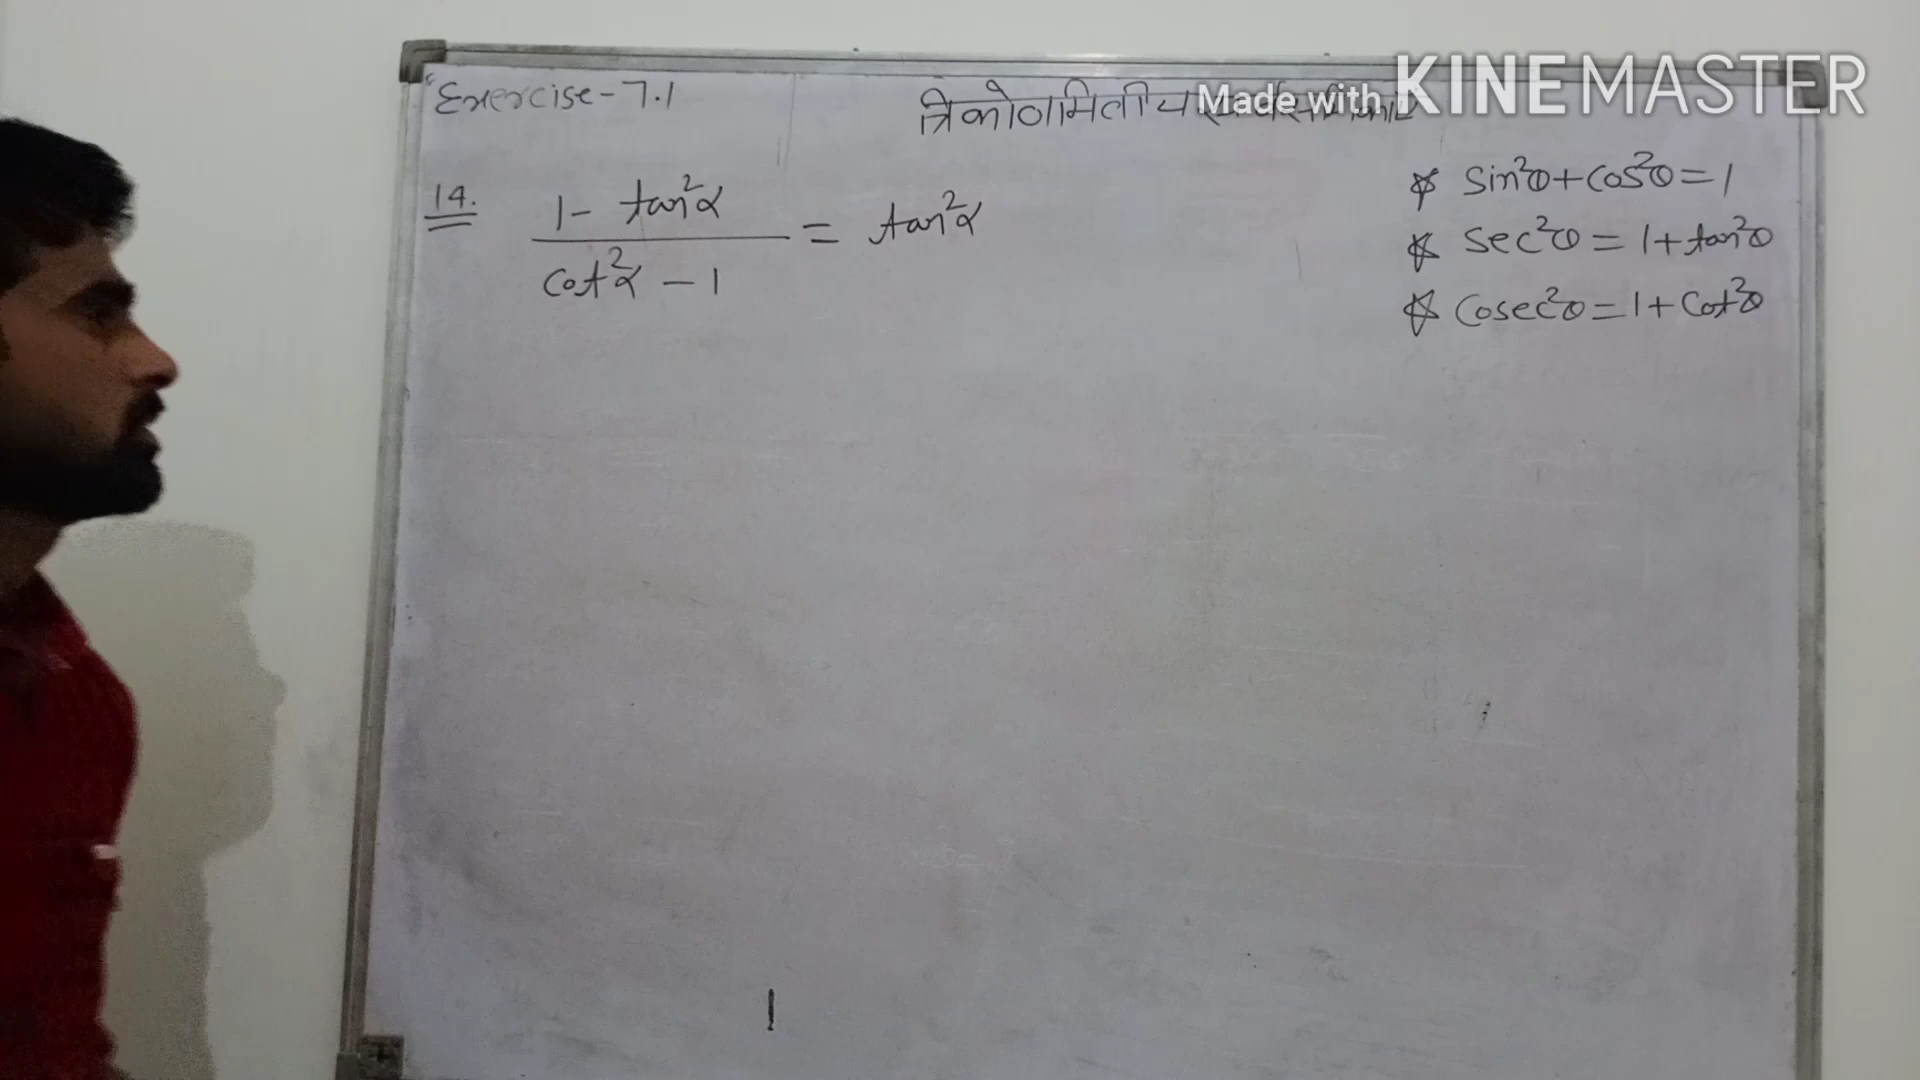 Exercise-7.1
त्रिकोणमितीय
Made with KINEMASTER
14. 1 - tan²α / cot²α - 1 = tan²α
☆ sin²θ + cos²θ = 1
☆ sec²θ = 1 + tan²θ
☆ cosec²θ = 1 + cot²θ